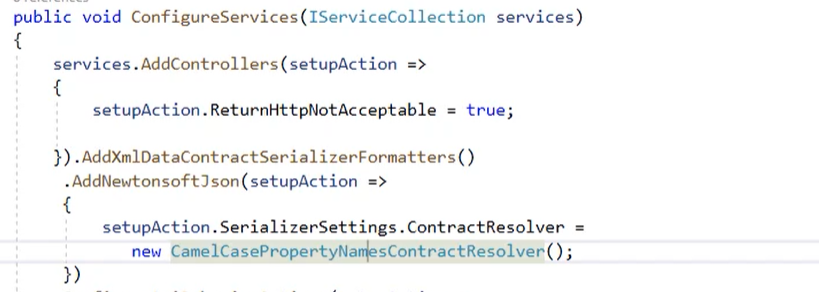 public void ConfigureServices(IServiceCollection services)
{
services.AddControllers(setupAction =>
{
setupAction.ReturnHttpNotAcceptable = true;
}).AddXmlDataContractSerializerFormatters()
.AddNewtonsoftJson(setupAction =>
{
setupAction.SerializerSettings.ContractResolver =
new CamelCasePropertyNamesContractResolver();
})